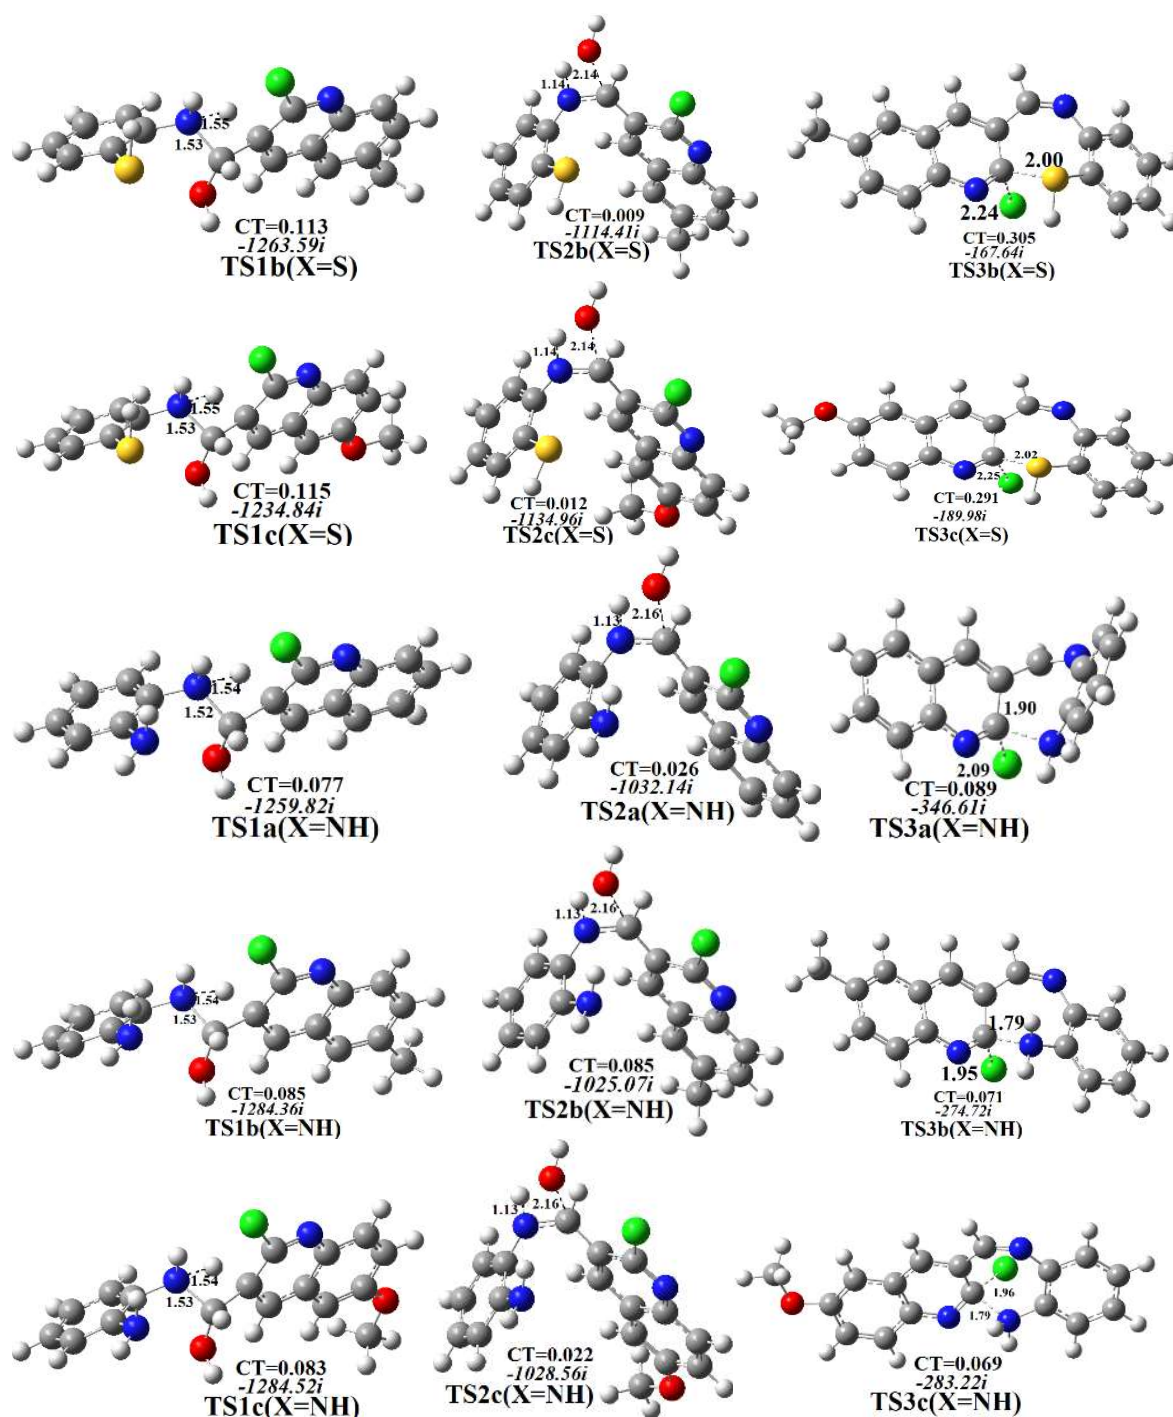 1.55
1.53
CT=0.113
-1263.59i
TS1b(X=S)
1.14
2.14
CT=0.009
-1114.41i
TS2b(X=S)
2.00
2.24
CT=0.305
-167.64i
TS3b(X=S)
1.55
1.53
CT=0.115
-1234.84i
TS1c(X=S)
1.14
2.14
CT=0.012
-1134.96i
TS2c(X=S)
2.02
2.25
CT=0.291
-189.98i
TS3c(X=S)
1.54
1.52
CT=0.077
-1259.82i
TS1a(X=NH)
1.13
2.16
CT=0.026
-1032.14i
TS2a(X=NH)
1.90
2.09
CT=0.089
-346.61i
TS3a(X=NH)
1.54
1.53
CT=0.085
-1284.36i
TS1b(X=NH)
1.13
2.16
CT=0.085
-1025.07i
TS2b(X=NH)
1.79
1.95
CT=0.071
-274.72i
TS3b(X=NH)
1.54
1.53
CT=0.083
-1284.52i
TS1c(X=NH)
1.13
2.16
CT=0.022
-1028.56i
TS2c(X=NH)
1.96
1.79
CT=0.069
-283.22i
TS3c(X=NH)